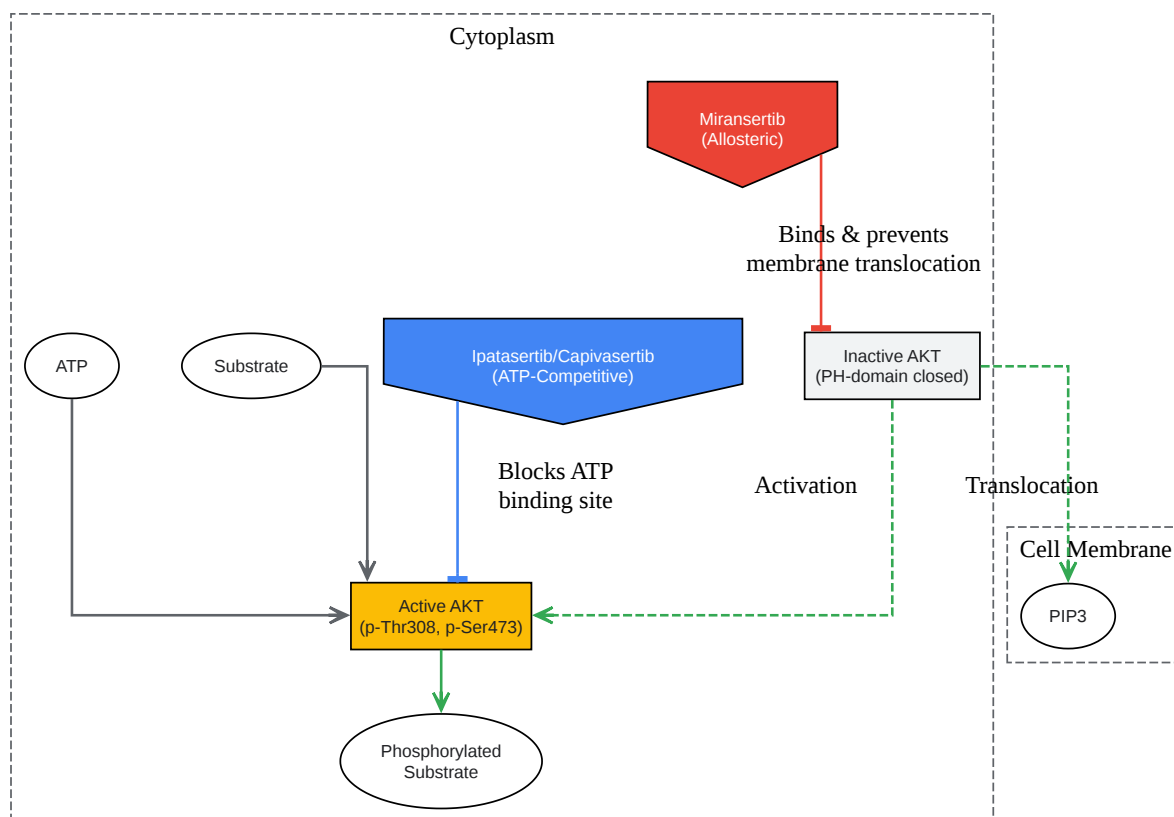 Cytoplasm
Miransertib
(Allosteric)
Binds & prevents
membrane translocation
ATP
Substrate
Ipatasertib/Capivasertib
(ATP-Competitive)
Inactive AKT
(PH-domain closed)
Blocks ATP
binding site
Activation
Translocation
Cell Membrane
Active AKT
(p-Thr308, p-Ser473)
PIP3
Phosphorylated
Substrate